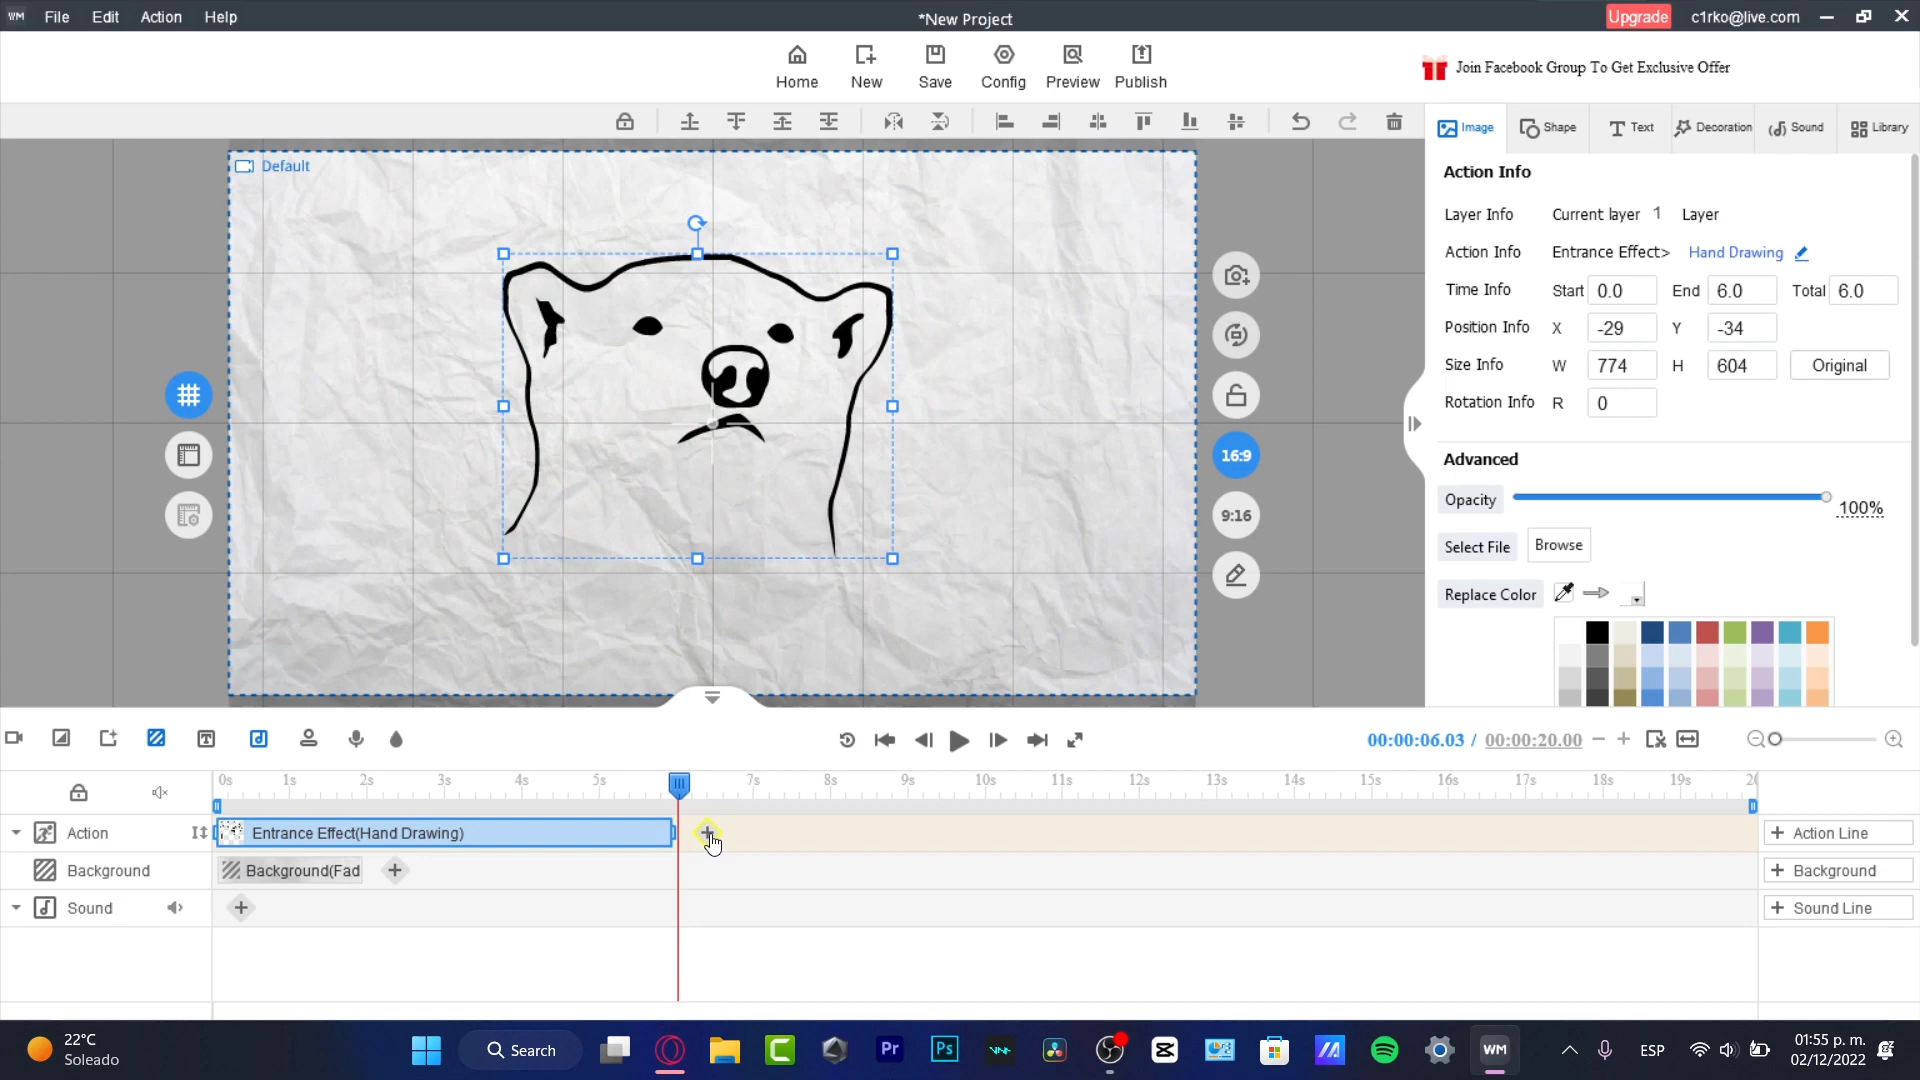 WM File Edit Action Help *New Project Upgrade c1rko@live.com
Home New Save Config Preview Publish Join Facebook Group To Get Exclusive Offer
Image Shape Text Decoration Sound Library
Default
Action Info
Layer Info Current layer 1 Layer
Action Info Entrance Effect> Hand Drawing
Time Info Start 0.0 End 6.0 Total 6.0
Position Info X -29 Y -34
Size Info W 774 H 604 Original
Rotation Info R 0
Advanced
Opacity 100%
Select File Browse
Replace Color
16:9
9:16
00:00:06.03 / 00:00:20.00
0s 1s 2s 3s 4s 5s 7s 8s 9s 10s 11s 12s 13s 14s 15s 16s 17s 18s 19s 20
Action Entrance Effect(Hand Drawing) + Action Line
Background Background(Fad + + Background
Sound + + Sound Line
22°C
Soleado
Search
Pr Ps WM
ESP
01:55 p. m.
02/12/2022